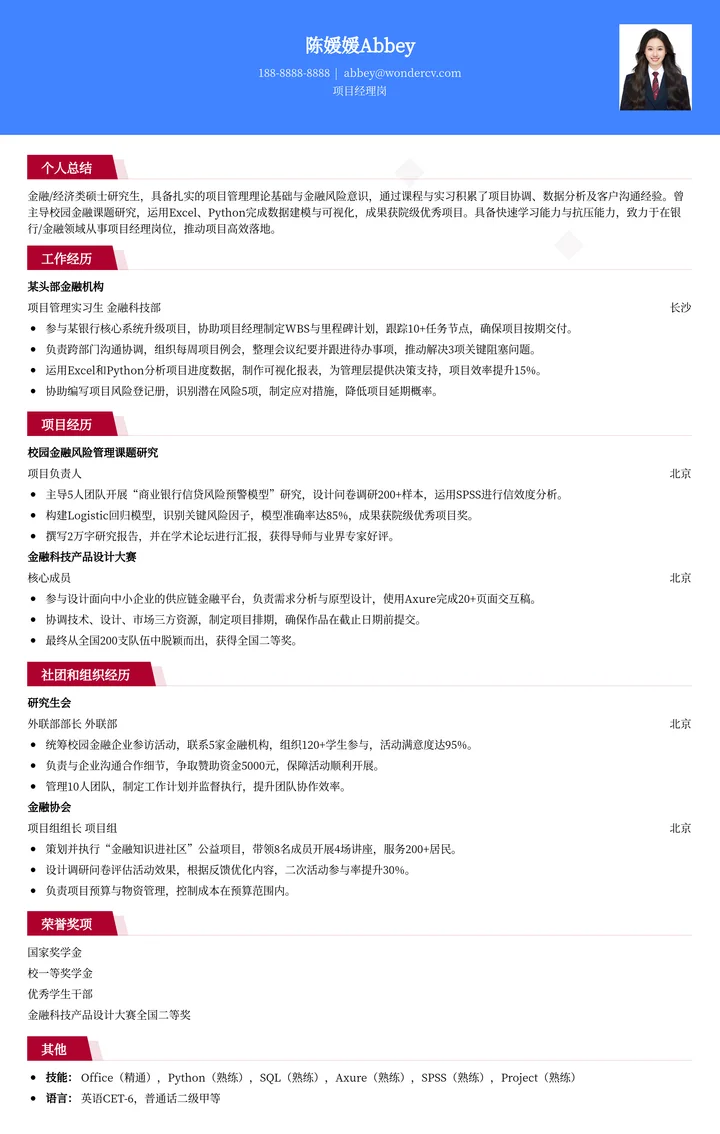 陈媛媛Abbey
188-8888-8888 | abbey@wondercv.com
项目经理岗
个人总结
金融/经济类硕士研究生，具备扎实的项目管理理论基础与金融风险意识，通过课程与实习积累了项目协调、数据分析及客户沟通经验。曾
主导校园金融课题研究，运用Excel、Python完成数据建模与可视化，成果获院级优秀项目。具备快速学习能力与抗压能力，致力于在银
行/金融领域从事项目经理岗位，推动项目高效落地。
工作经历
某头部金融机构
项目管理实习生 金融科技部 长沙
• 参与某银行核心系统升级项目，协助项目经理制定WBS与里程碑计划，跟踪10+任务节点，确保项目按期交付。
• 负责跨部门沟通协调，组织每周项目例会，整理会议纪要并跟进待办事项，推动解决3项关键阻塞问题。
• 运用Excel和Python分析项目进度数据，制作可视化报表，为管理层提供决策支持，项目效率提升15%。
• 协助编写项目风险登记册，识别潜在风险5项，制定应对措施，降低项目延期概率。
项目经历
校园金融风险管理课题研究
项目负责人 北京
• 主导5人团队开展“商业银行信贷风险预警模型”研究，设计问卷调研200+样本，运用SPSS进行信效度分析。
• 构建Logistic回归模型，识别关键风险因子，模型准确率达85%，成果获院级优秀项目奖。
• 撰写2万字研究报告，并在学术论坛进行汇报，获得导师与业界专家好评。
金融科技产品设计大赛
核心成员 北京
• 参与设计面向中小企业的供应链金融平台，负责需求分析与原型设计，使用Axure完成20+页面交互稿。
• 协调技术、设计、市场三方资源，制定项目排期，确保作品在截止日期前提交。
• 最终从全国200支队伍中脱颖而出，获得全国二等奖。
社团和组织经历
研究生会
外联部部长 外联部 北京
• 统筹校园金融企业参访活动，联系5家金融机构，组织120+学生参与，活动满意度达95%。
• 负责与企业沟通合作细节，争取赞助资金5000元，保障活动顺利开展。
• 管理10人团队，制定工作计划并监督执行，提升团队协作效率。
金融协会
项目组组长 项目组 北京
• 策划并执行“金融知识进社区”公益项目，带领8名成员开展4场讲座，服务200+居民。
• 设计调研问卷评估活动效果，根据反馈优化内容，二次活动参与率提升30%。
• 负责项目预算与物资管理，控制成本在预算范围内。
荣誉奖项
国家奖学金
校一等奖学金
优秀学生干部
金融科技产品设计大赛全国二等奖
其他
• 技能： Office（精通）, Python（熟练）, SQL（熟练）, Axure（熟练）, SPSS（熟练）, Project（熟练）
• 语言： 英语CET-6，普通话二级甲等